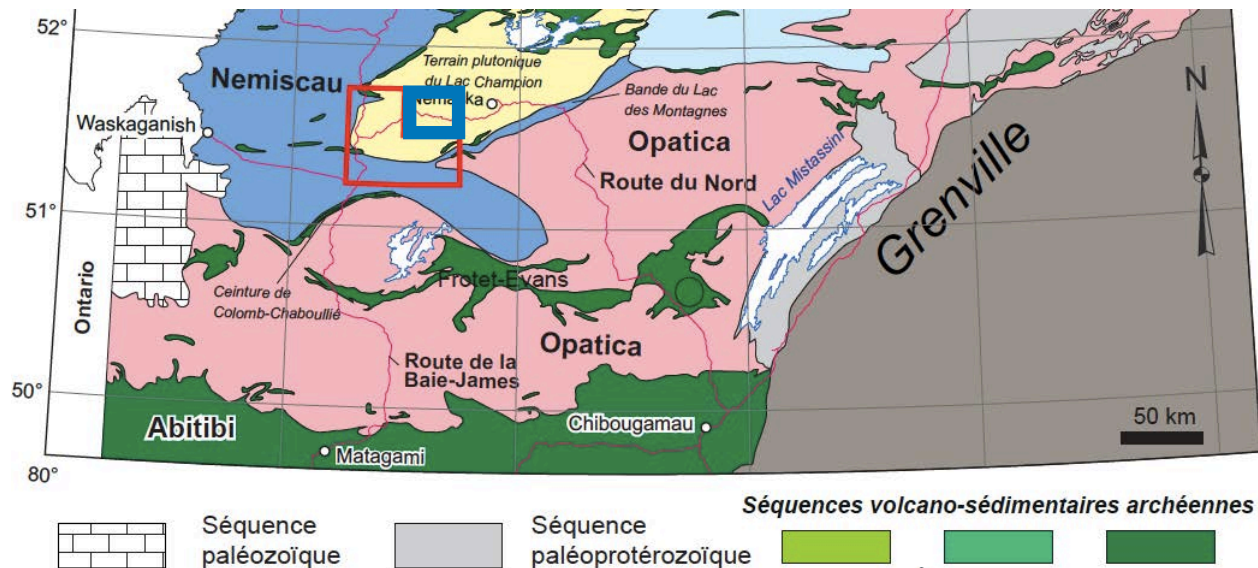 52°
Terrain plutonique
du Lac Champion
Nemiscau
Bande du Lac
des Montagnes
Waskaganish
N
Opatica
Lac Mistassini
Route du Nord
51°
Grenville
Ontario
Ceinture de
Colomb-Chaboullié
Frotet-Evans
Opatica
Route de la
Baie-James
50°
Abitibi
Chibougamau
50 km
Matagami
80°
Séquences volcano-sédimentaires archéennes
Séquence
paléozoïque
Séquence
paléoprotérozoïque